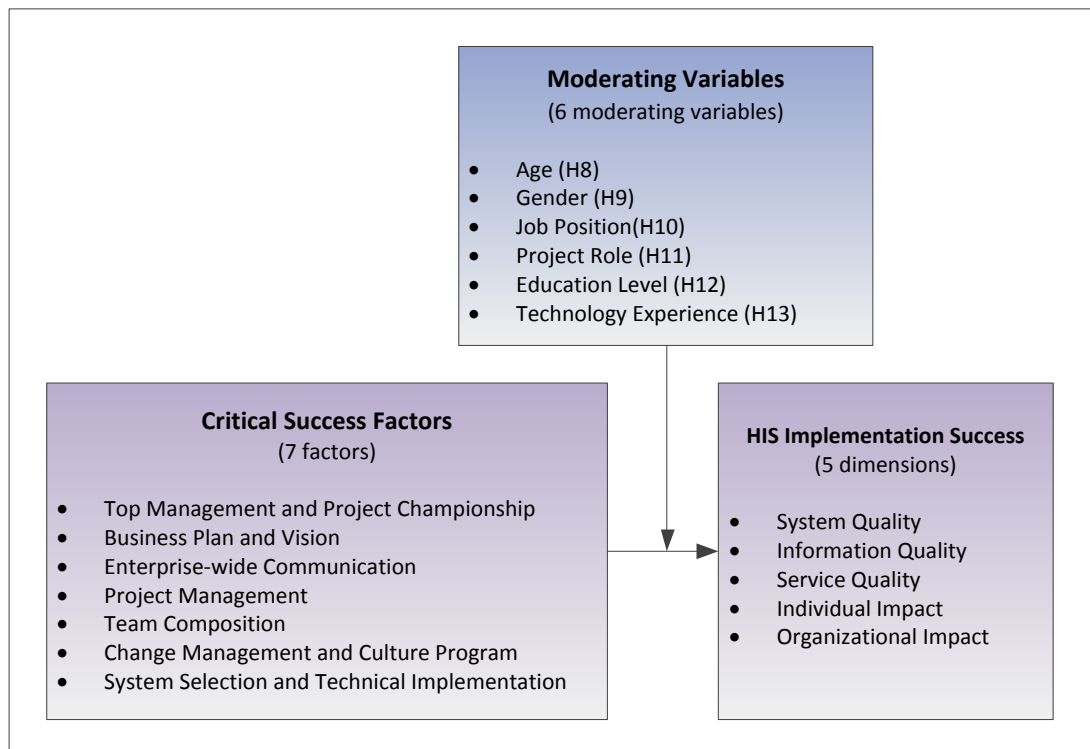 Moderating Variables
(6 moderating variables)
• Age (H8)
• Gender (H9)
• Job Position(H10)
• Project Role (H11)
• Education Level (H12)
• Technology Experience (H13)
Critical Success Factors
(7 factors)
• Top Management and Project Championship
• Business Plan and Vision
• Enterprise-wide Communication
• Project Management
• Team Composition
• Change Management and Culture Program
• System Selection and Technical Implementation
HIS Implementation Success
(5 dimensions)
• System Quality
• Information Quality
• Service Quality
• Individual Impact
• Organizational Impact